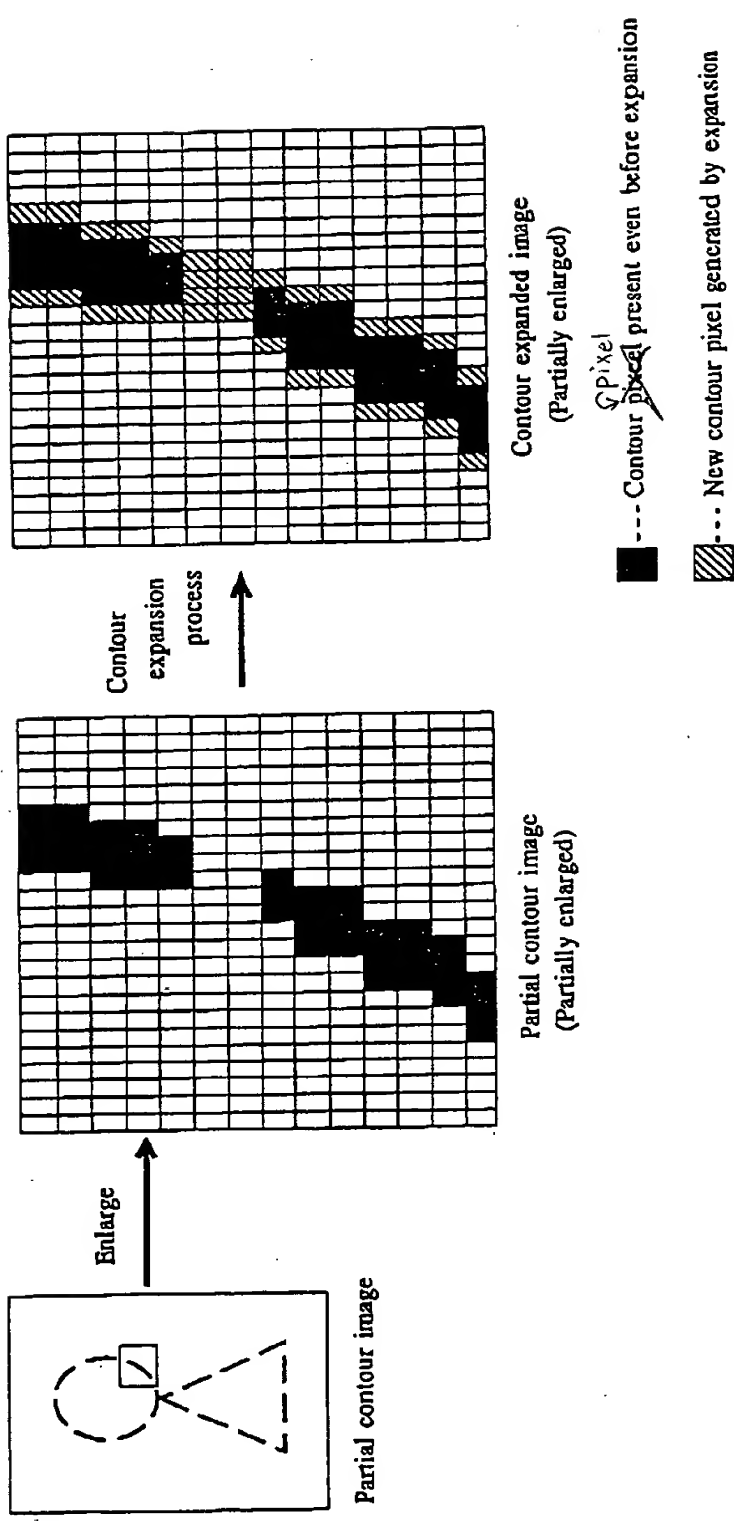 Enlarge
Partial contour image
Contour
expansion
process
Partial contour image
(Partially enlarged)
Contour expanded image
(Partially enlarged)
pixel
--- Contour pixcel present even before expansion
--- New contour pixel generated by expansion